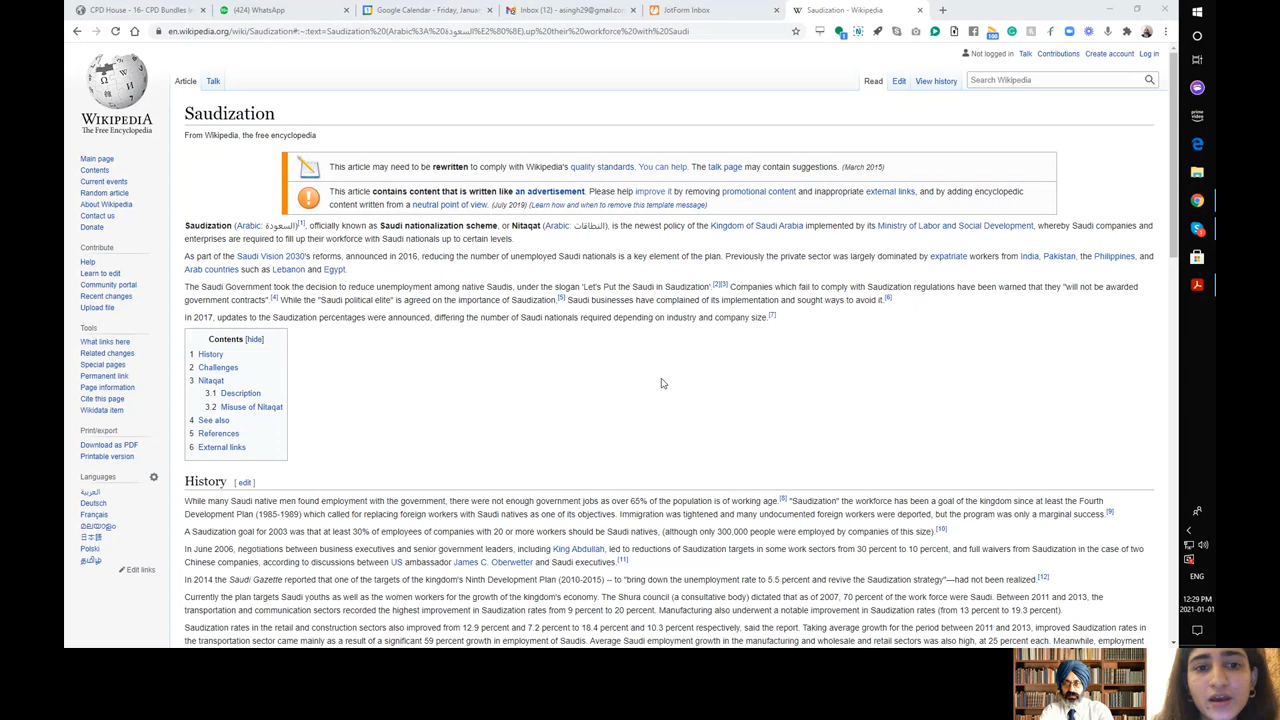 CPD House - 16- CPD Bundles in
(424) WhatsApp
Google Calendar - Friday, Januar
Inbox (12) - asingh29@gmail.com
JotForm Inbox
Saudization - Wikipedia
en.wikipedia.org/wiki/Saudization#:~:text=Saudization%20(Arabic%3A%20السعودة%E2%80%8E),up%20their%20workforce%20with%20Saudi
Not logged in Talk Contributions Create account Log in
Article Talk
Read Edit View history
Search Wikipedia
WIKIPEDIA
The Free Encyclopedia
Main page
Contents
Current events
Random article
About Wikipedia
Contact us
Donate
Contribute
Help
Learn to edit
Community portal
Recent changes
Upload file
Tools
What links here
Related changes
Special pages
Permanent link
Page information
Cite this page
Wikidata item
Print/export
Download as PDF
Printable version
Languages
العربية
Deutsch
Français
മലയാളം
日本語
Polski
தமிழ்
Edit links
Saudization
From Wikipedia, the free encyclopedia
This article may need to be rewritten to comply with Wikipedia's quality standards. You can help. The talk page may contain suggestions. (March 2015)
This article contains content that is written like an advertisement. Please help improve it by removing promotional content and inappropriate external links, and by adding encyclopedic
content written from a neutral point of view. (July 2019) (Learn how and when to remove this template message)
Saudization (Arabic: السعودة)[1], officially known as Saudi nationalization scheme, or Nitaqat (Arabic: النطاقات), is the newest policy of the Kingdom of Saudi Arabia implemented by its Ministry of Labor and Social Development, whereby Saudi companies and
enterprises are required to fill up their workforce with Saudi nationals up to certain levels.
As part of the Saudi Vision 2030's reforms, announced in 2016, reducing the number of unemployed Saudi nationals is a key element of the plan. Previously the private sector was largely dominated by expatriate workers from India, Pakistan, the Philippines, and
Arab countries such as Lebanon and Egypt.
The Saudi Government took the decision to reduce unemployment among native Saudis, under the slogan 'Let's Put the Saudi in Saudization'.[2][3] Companies which fail to comply with Saudization regulations have been warned that they "will not be awarded
government contracts".[4] While the "Saudi political elite" is agreed on the importance of Saudization,[5] Saudi businesses have complained of its implementation and sought ways to avoid it.[6]
In 2017, updates to the Saudization percentages were announced, differing the number of Saudi nationals required depending on industry and company size.[7]
Contents [hide]
1 History
2 Challenges
3 Nitaqat
3.1 Description
3.2 Misuse of Nitaqat
4 See also
5 References
6 External links
History [ edit ]
While many Saudi native men found employment with the government, there were not enough government jobs as over 65% of the population is of working age.[8] "Saudization" the workforce has been a goal of the kingdom since at least the Fourth
Development Plan (1985-1989) which called for replacing foreign workers with Saudi natives as one of its objectives. Immigration was tightened and many undocumented foreign workers were deported, but the program was only a marginal success.[9]
A Saudization goal for 2003 was that at least 30% of employees of companies with 20 or more workers should be Saudi natives, (although only 300,000 people were employed by companies of this size).[10]
In June 2006, negotiations between business executives and senior government leaders, including King Abdullah, led to reductions of Saudization targets in some work sectors from 30 percent to 10 percent, and full waivers from Saudization in the case of two
Chinese companies, according to discussions between US ambassador James C. Oberwetter and Saudi executives.[11]
In 2014 the Saudi Gazette reported that one of the targets of the kingdom's Ninth Development Plan (2010-2015) -- to "bring down the unemployment rate to 5.5 percent and revive the Saudization strategy"—had not been realized.[12]
Currently the plan targets Saudi youths as well as the women workers for the growth of the kingdom's economy. The Shura council (a consultative body) dictated that as of 2007, 70 percent of the work force were Saudi. Between 2011 and 2013, the
transportation and communication sectors recorded the highest improvement in Saudization rates (from 9 percent to 20 percent). Manufacturing also underwent a notable improvement in Saudization rates (from 13 percent to 19.3 percent).
Saudization rates in the retail and construction sectors also improved from 12.9 percent and 7.2 percent to 18.4 percent and 10.3 percent respectively, said the report. Taking average growth for the period between 2011 and 2013, improved Saudization rates in
the transportation sector came mainly as a result of a significant 59 percent growth in employment of Saudis. Average Saudi employment growth in the manufacturing and wholesale and retail sectors was also high, at 25 percent each. Meanwhile, employment
prime
video
ENG
12:29 PM
2021-01-01